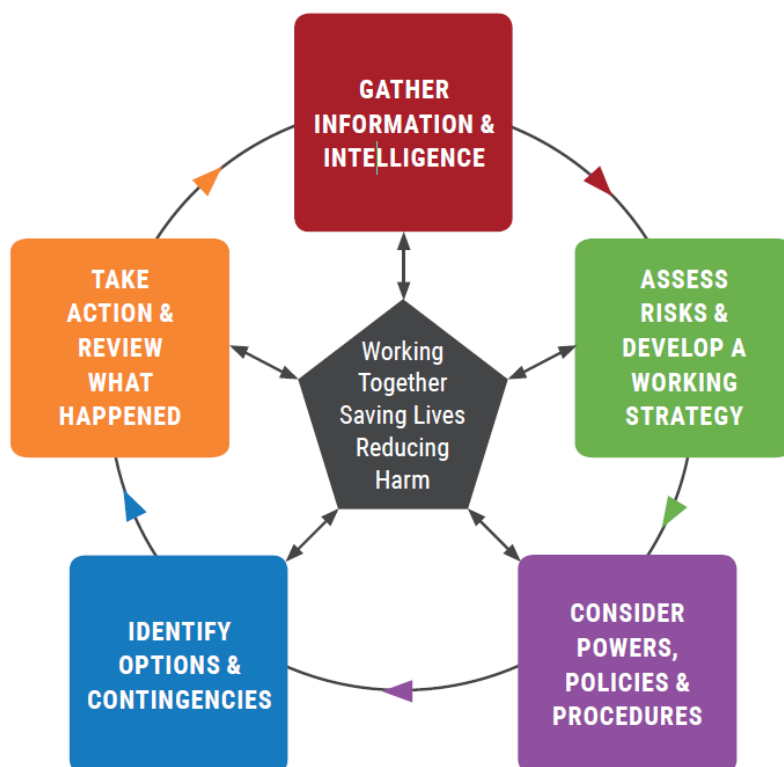 GATHER
INFORMATION &
INTELLIGENCE
ASSESS
RISKS &
DEVELOP A
WORKING
STRATEGY
CONSIDER
POWERS,
POLICIES &
PROCEDURES
IDENTIFY
OPTIONS &
CONTINGENCIES
TAKE
ACTION &
REVIEW
WHAT
HAPPENED
Working
Together
Saving Lives
Reducing
Harm